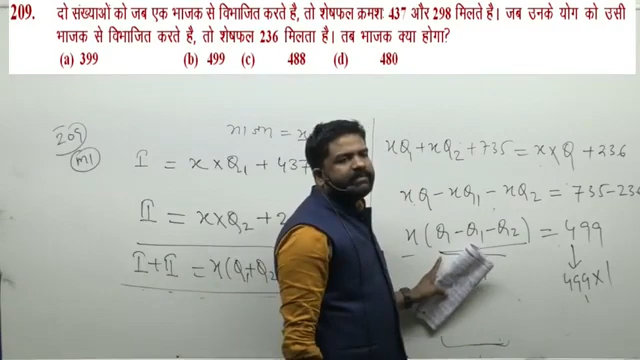 209. दो संख्याओं को जब एक भाजक से विभाजित करते है, तो शेषफल क्रमशः 437 और 298 मिलते है। जब उनके योग को उसी
भाजक से विभाजित करते है, तो शेषफल 236 मिलता है। तब भाजक क्या होगा?
(a) 399 (b) 499 (c) 488 (d) 480
209
M1
I = x × Q1 + 437
II = x × Q2 + 2
I + II = x(Q1+Q2
xQ1 + xQ2 + 735 = x × Q + 236
xQ - xQ1 - xQ2 = 735 - 236
x(Q - Q1 - Q2) = 499
499 × 1